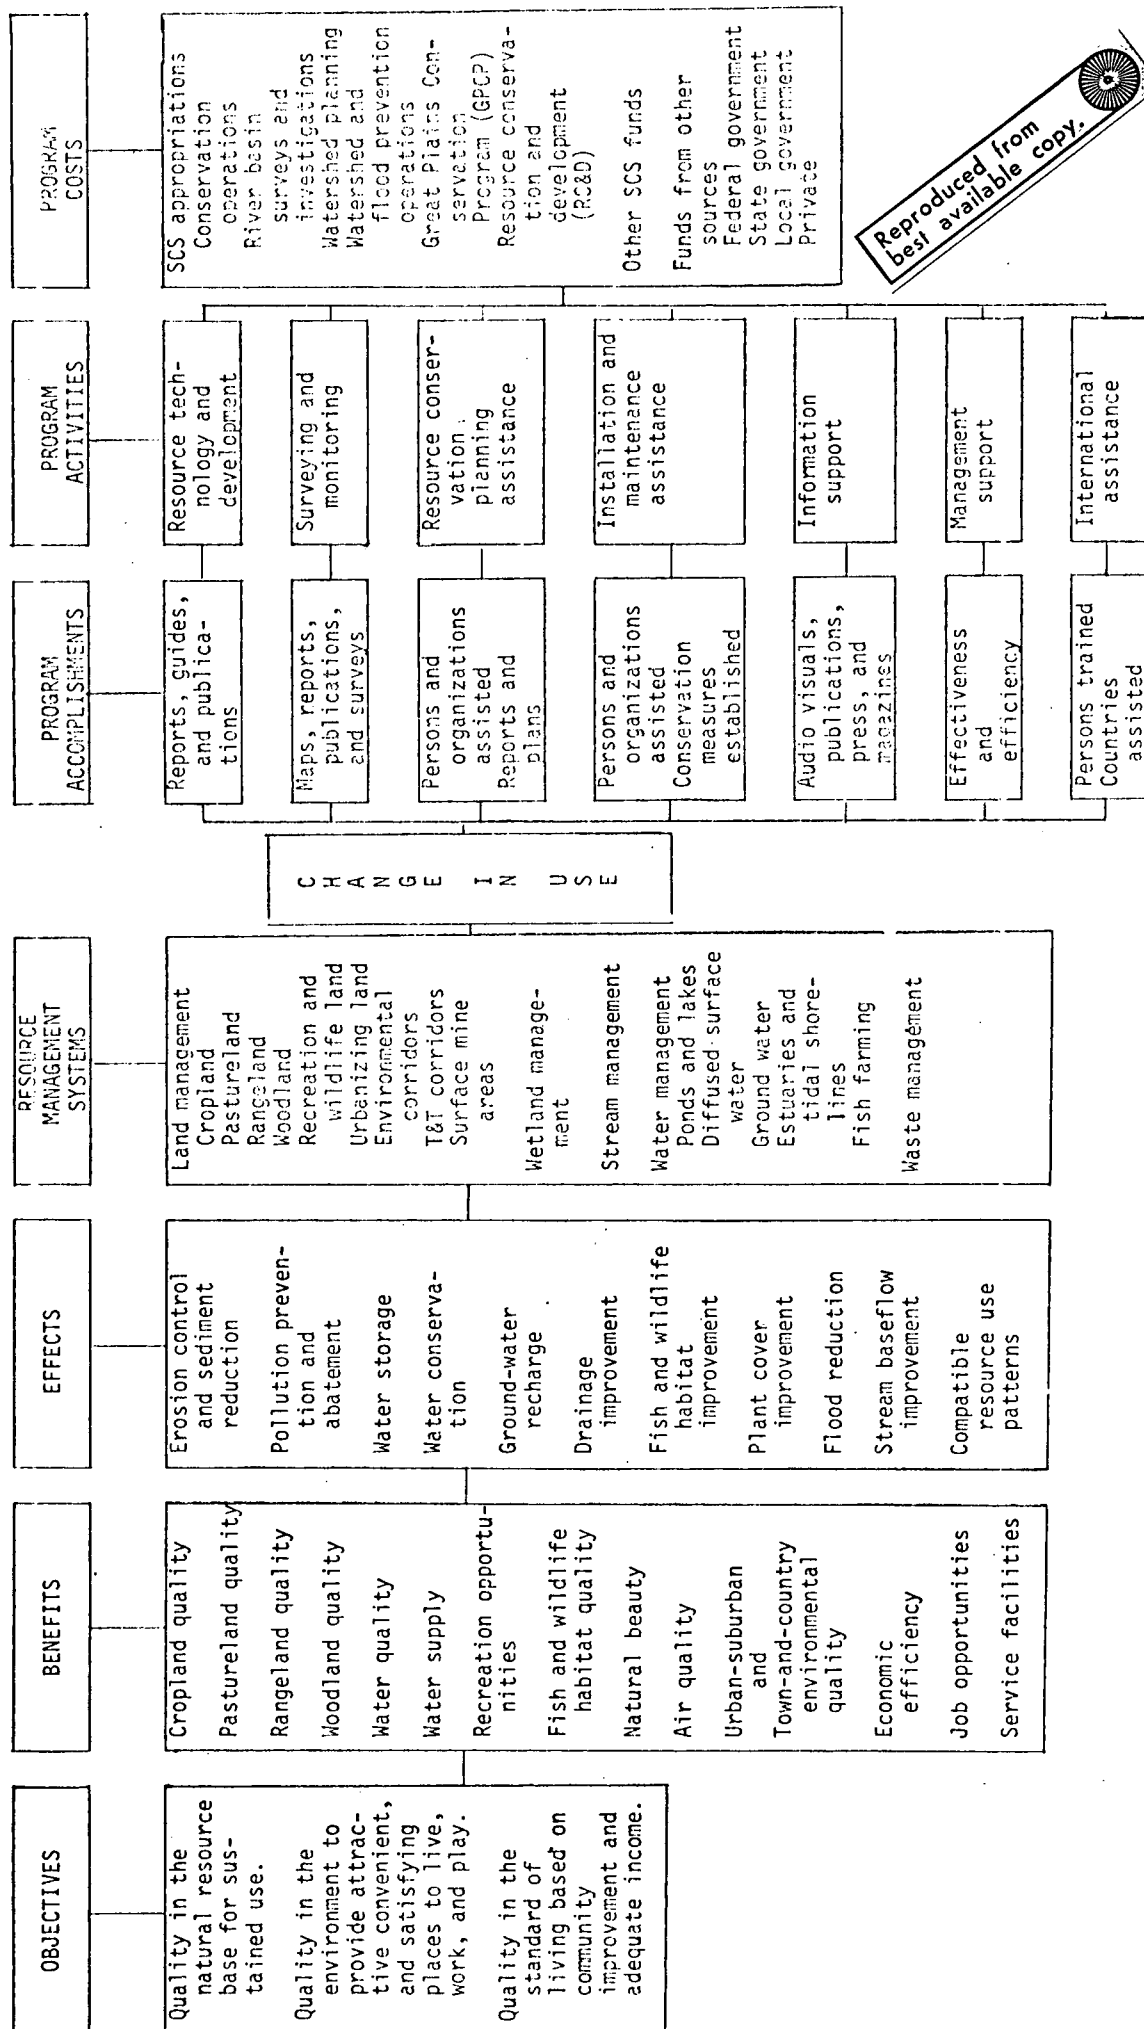 OBJECTIVES
Quality in the
natural resource
base for sus-
tained use.
Quality in the
environment to
provide attrac-
tive convenient,
and satisfying
places to live,
work, and play.
Quality in the
standard of
living based on
community
improvement and
adequate income.
BENEFITS
Cropland quality
Pastureland quality
Rangeland quality
Woodland quality
Water quality
Water supply
Recreation opportu-
nities
Fish and wildlife
habitat quality
Natural beauty
Air quality
Urban-suburban
and
Town-and-country
environmental
quality
Economic
efficiency
Job opportunities
Service facilities
EFFECTS
Erosion control
and sediment
reduction
Pollution preven-
tion and
abatement
Water storage
Water conserva-
tion
Ground-water
recharge
Drainage
improvement
Fish and wildlife
habitat
improvement
Plant cover
improvement
Flood reduction
Stream baseflow
improvement
Compatible
resource use
patterns
RESOURCE
MANAGEMENT
SYSTEMS
Land management
Cropland
Pastureland
Rangeland
Woodland
Recreation and
wildlife land
Urbanizing land
Environmental
corridors
T&T corridors
Surface mine
areas
Wetland manage-
ment
Stream management
Water management
Ponds and lakes
Diffused surface
water
Ground water
Estuaries and
tidal shore-
lines
Fish farming
Waste management
CHANGE IN USE
PROGRAM
ACCOMPLISHMENTS
Reports, guides,
and publica-
tions
Maps, reports,
publications,
and surveys
Persons and
organizations
assisted
Reports and
plans
Persons and
organizations
assisted
Conservation
measures
established
Audio visuals,
publications,
press, and
magazines
Effectiveness
and
efficiency
Persons trained
Countries
assisted
PROGRAM
ACTIVITIES
Resource tech-
nology and
development
Surveying and
monitoring
Resource conser-
vation
planning
assistance
Installation and
maintenance
assistance
Information
support
Management
support
International
assistance
PROGRAM
COSTS
SCS appropriations
Conservation
operations
River basin
surveys and
investigations
Watershed planning
Watershed and
flood prevention
operations
Great Plains Con-
servation
Program (GPCP)
Resource conserva-
tion and
development
(RC&D)
Other SCS funds
Funds from other
sources
Federal government
State government
Local government
Private
Reproduced from
best available copy.